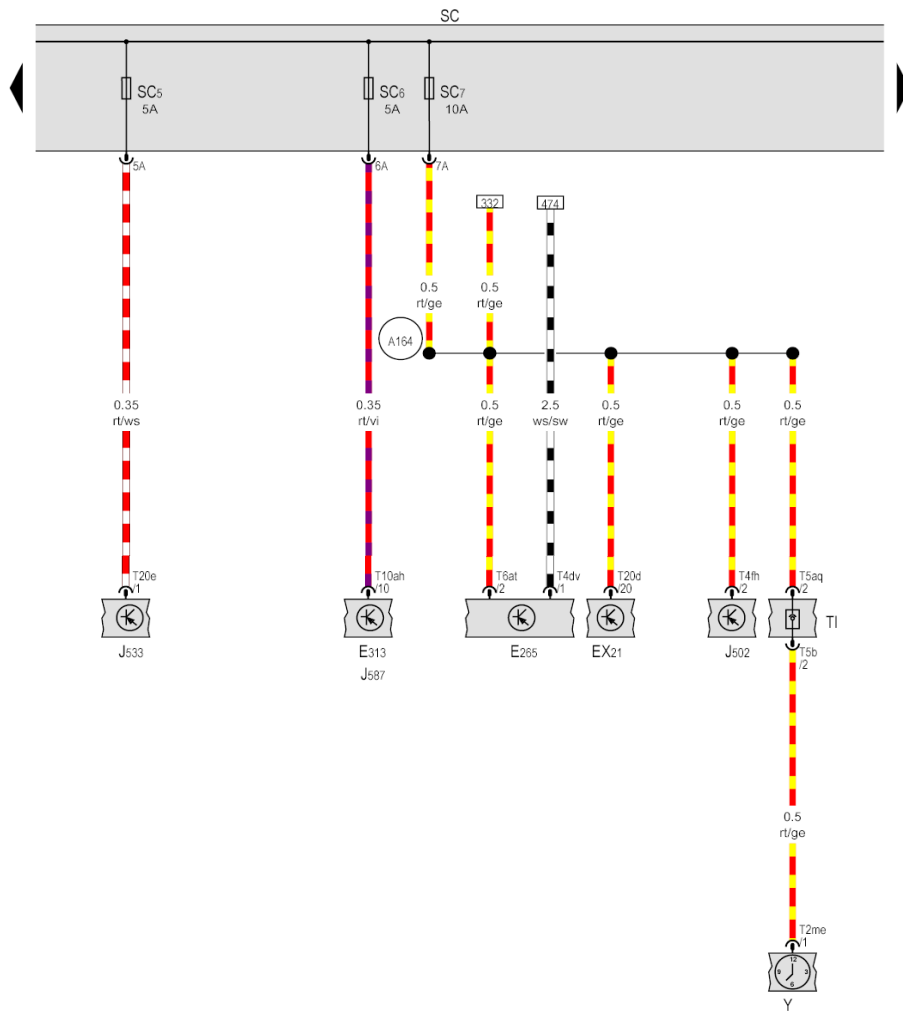 SC
SC5 SC6 SC7
5A 5A 10A
5A 6A 7A
332 474
0.5 0.5
rt/ge rt/ge
A164
0.35 0.35 0.5 2.5 0.5 0.5 0.5
rt/ws rt/vi rt/ge ws/sw rt/ge rt/ge rt/ge
T20e T10ah T6at T4dv T20d T4fh T5aq
/1 /10 /2 /1 /20 /2 /2
TI
J533 E313 E265 EX21 J502 T5b
/2
J587
0.5
rt/ge
T2me
/1
12
9 3
6
Y